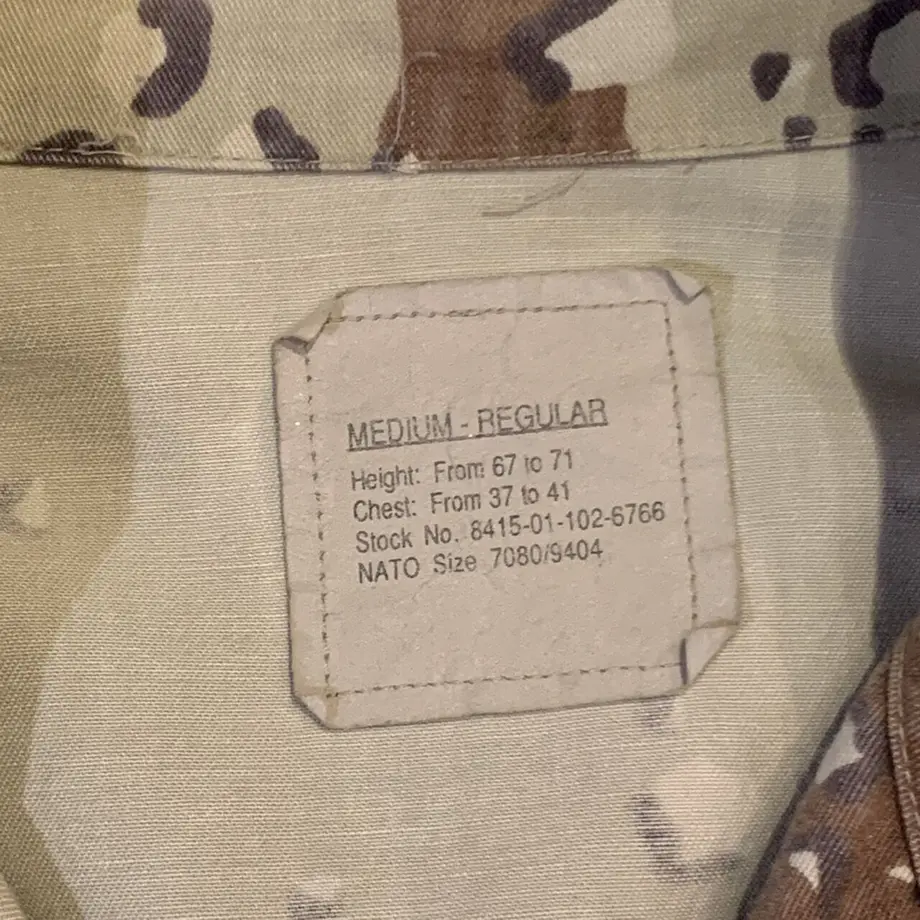 MEDIUM - REGULAR
Height: From 67 to 71
Chest: From 37 to 41
Stock No. 8415-01-102-6766
NATO Size 7080/9404